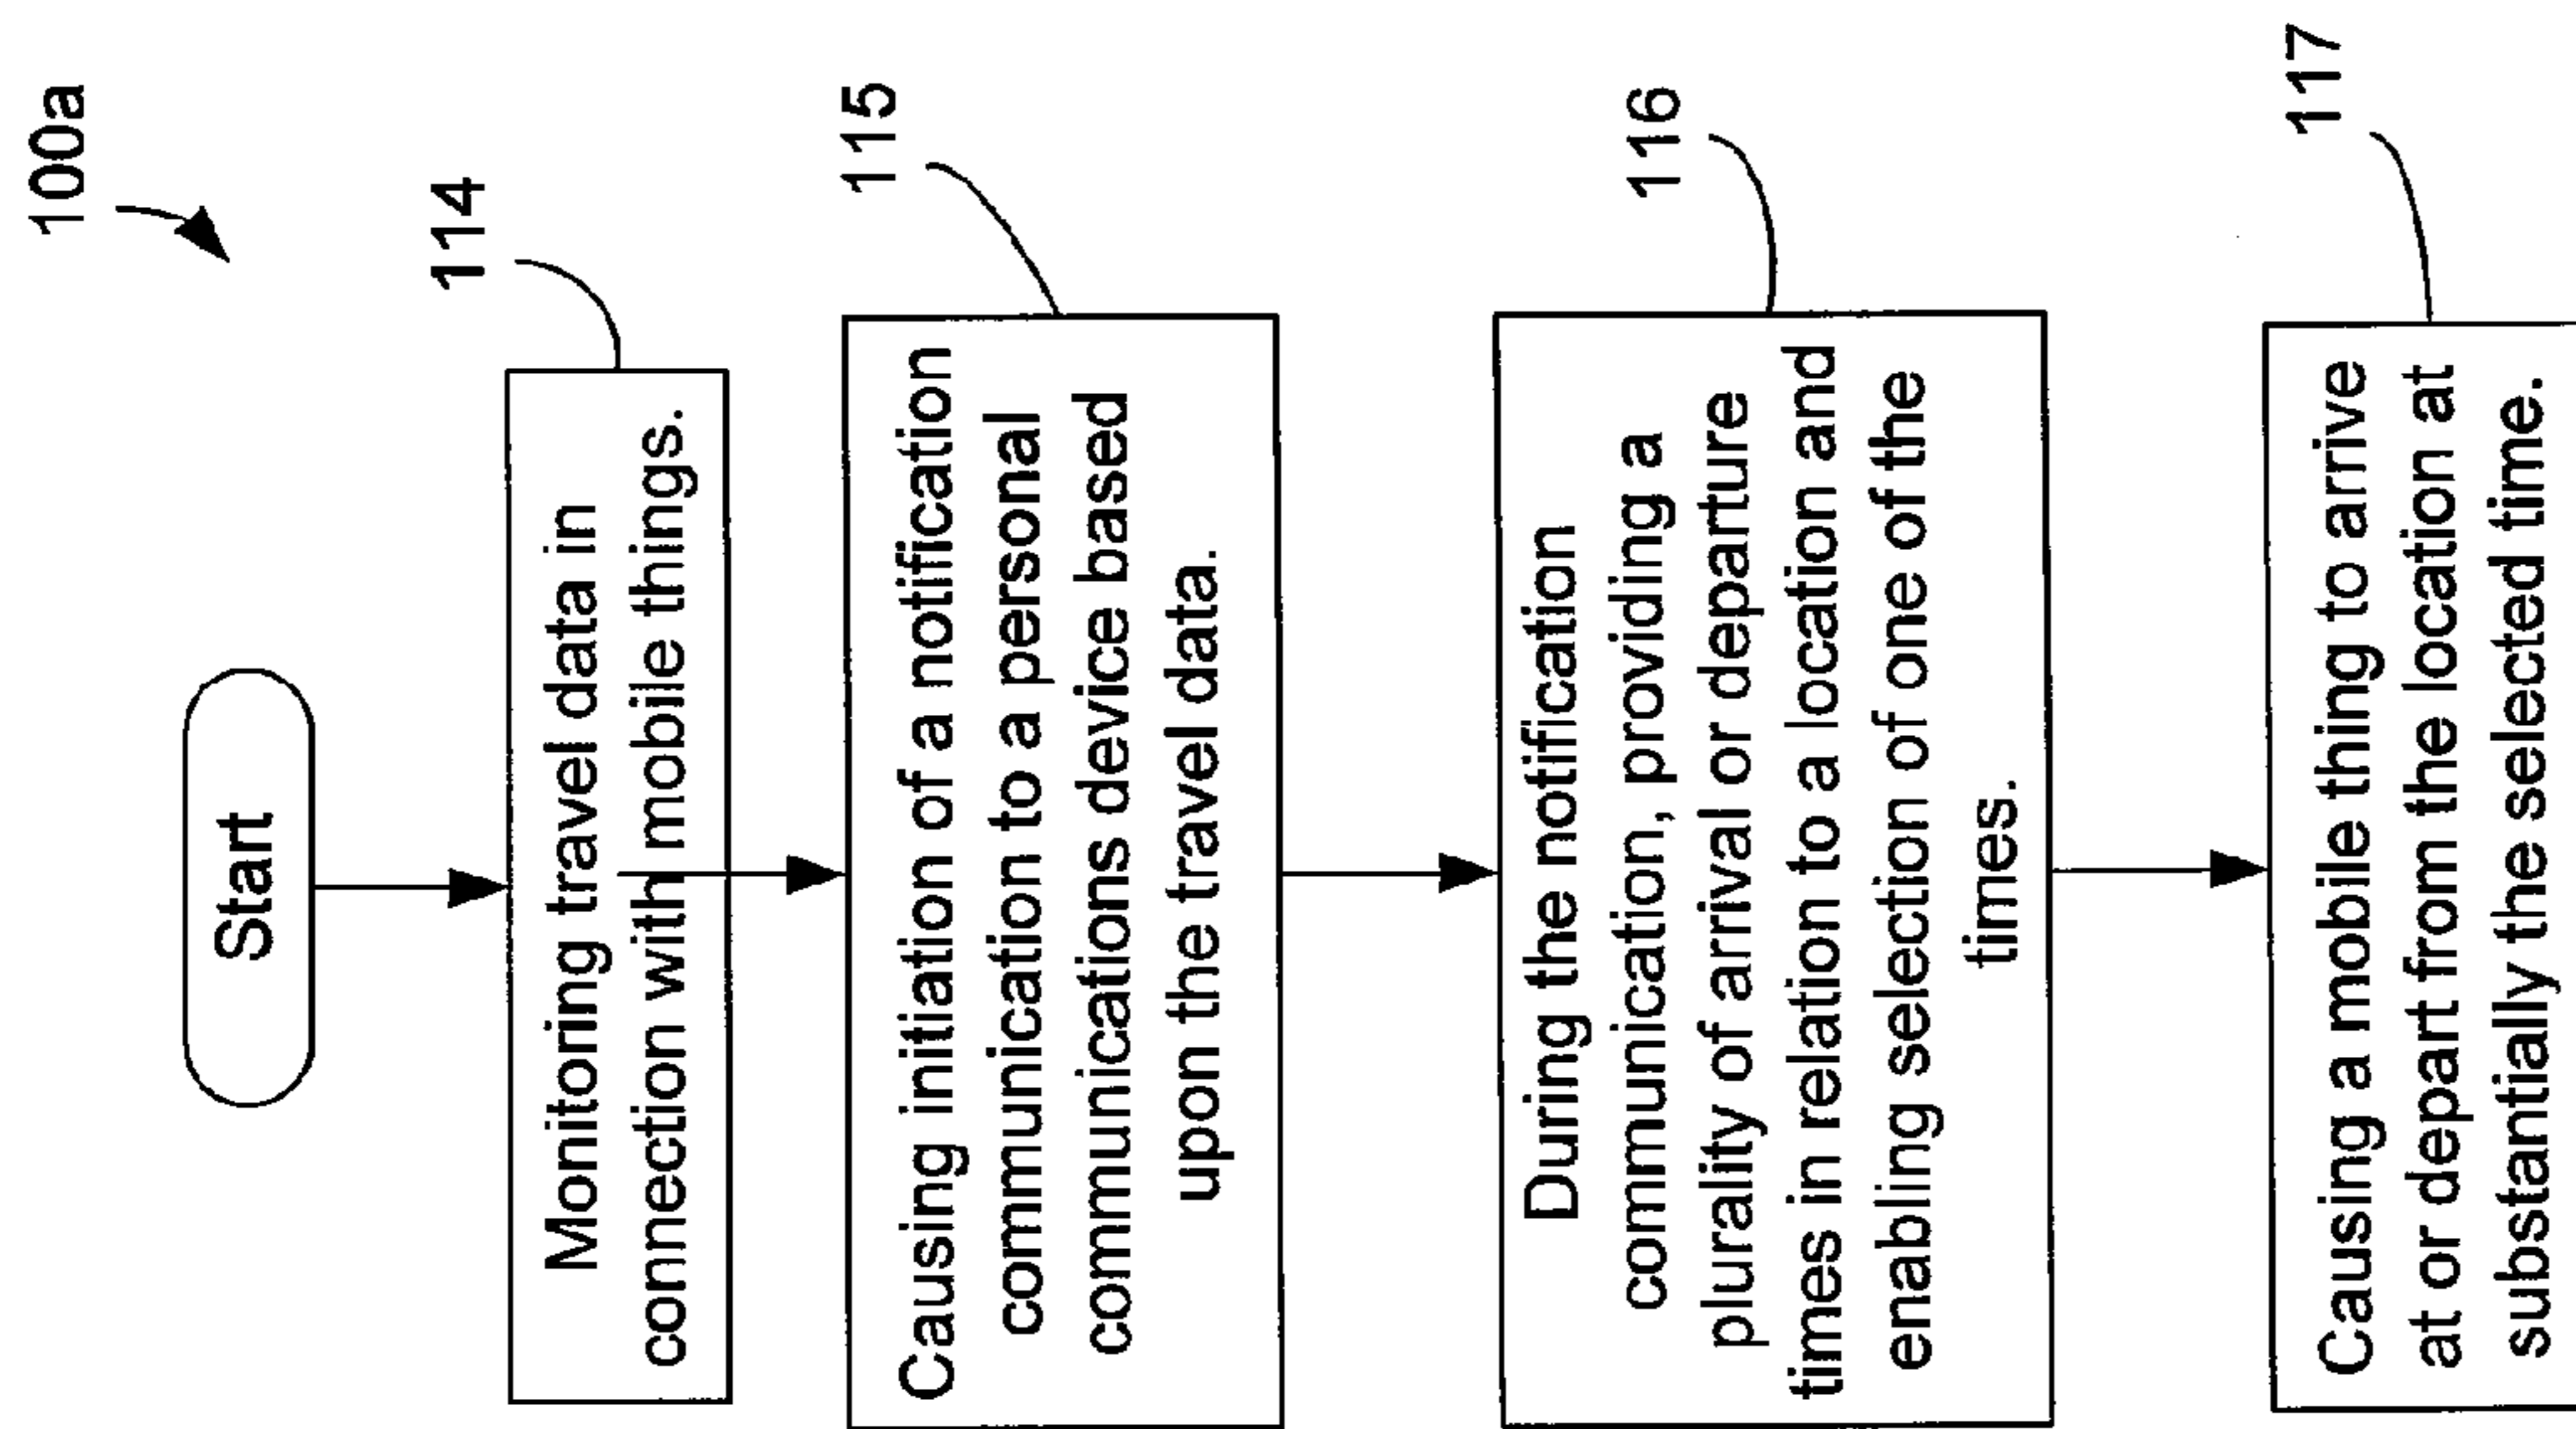 100a
Start
114
Monitoring travel data in
connection with mobile things.
115
Causing initiation of a notification
communication to a personal
communications device based
upon the travel data.
116
During the notification
communication, providing a
plurality of arrival or departure
times in relation to a location and
enabling selection of one of the
times.
117
Causing a mobile thing to arrive
at or depart from the location at
substantially the selected time.